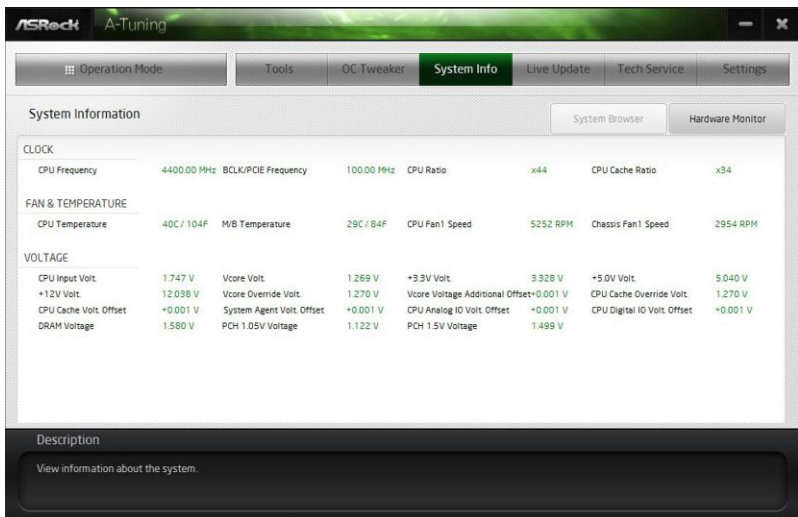 ASRock A-Tuning
Operation Mode Tools OC Tweaker System Info Live Update Tech Service Settings
System Information System Browser Hardware Monitor
CLOCK
CPU Frequency 4400.00 MHz BCLK/PCIE Frequency 100.00 MHz CPU Ratio x44 CPU Cache Ratio x34
FAN & TEMPERATURE
CPU Temperature 40C / 104F M/B Temperature 29C / 84F CPU Fan1 Speed 5252 RPM Chassis Fan1 Speed 2954 RPM
VOLTAGE
CPU Input Volt. 1.747 V Vcore Volt. 1.269 V +3.3V Volt. 3.328 V +5.0V Volt. 5.040 V
+12V Volt. 12.038 V Vcore Override Volt. 1.270 V Vcore Voltage Additional Offset +0.001 V CPU Cache Override Volt. 1.270 V
CPU Cache Volt. Offset +0.001 V System Agent Volt. Offset +0.001 V CPU Analog IO Volt. Offset +0.001 V CPU Digital IO Volt. Offset +0.001 V
DRAM Voltage 1.580 V PCH 1.05V Voltage 1.122 V PCH 1.5V Voltage 1.499 V
Description
View information about the system.